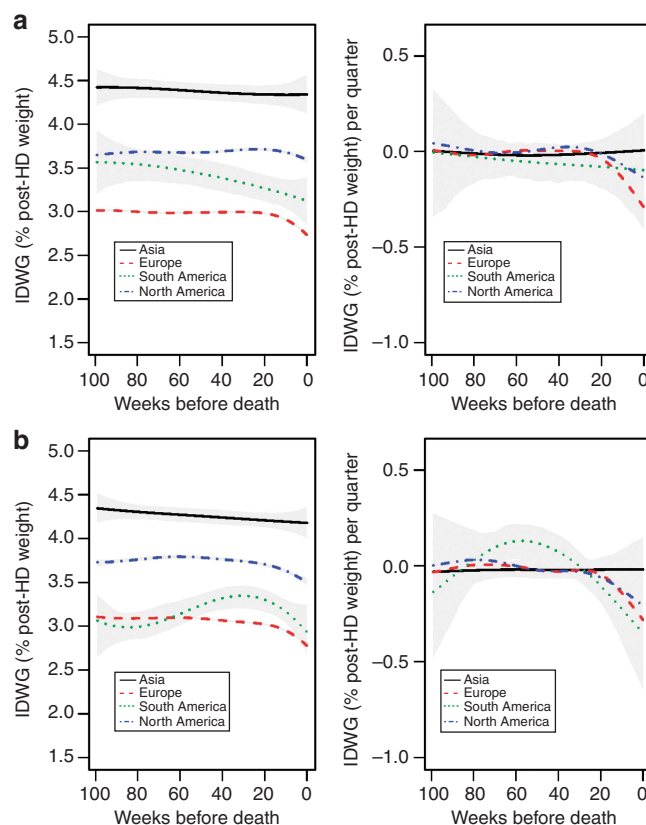 a
IDWG (% post-HD weight)
5.0
4.5
4.0
3.5
3.0
2.5
2.0
1.5
Asia
Europe
South America
North America
100 80 60 40 20 0
Weeks before death
IDWG (% post-HD weight) per quarter
0.5
0.0
–0.5
–1.0
Asia
Europe
South America
North America
100 80 60 40 20 0
Weeks before death
b
IDWG (% post-HD weight)
5.0
4.5
4.0
3.5
3.0
2.5
1.5
Asia
Europe
South America
North America
100 80 60 40 20 0
Weeks before death
IDWG (% post-HD weight) per quarter
0.5
0.0
–0.5
–1.0
Asia
Europe
South America
North America
100 80 60 40 20 0
Weeks before death